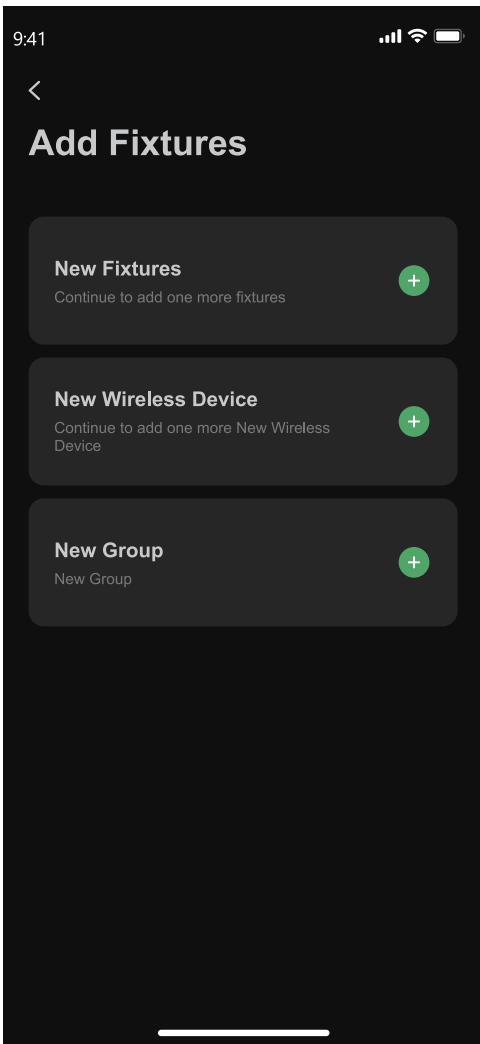 9:41
Add Fixtures
New Fixtures
Continue to add one more fixtures
New Wireless Device
Continue to add one more New Wireless
Device
New Group
New Group